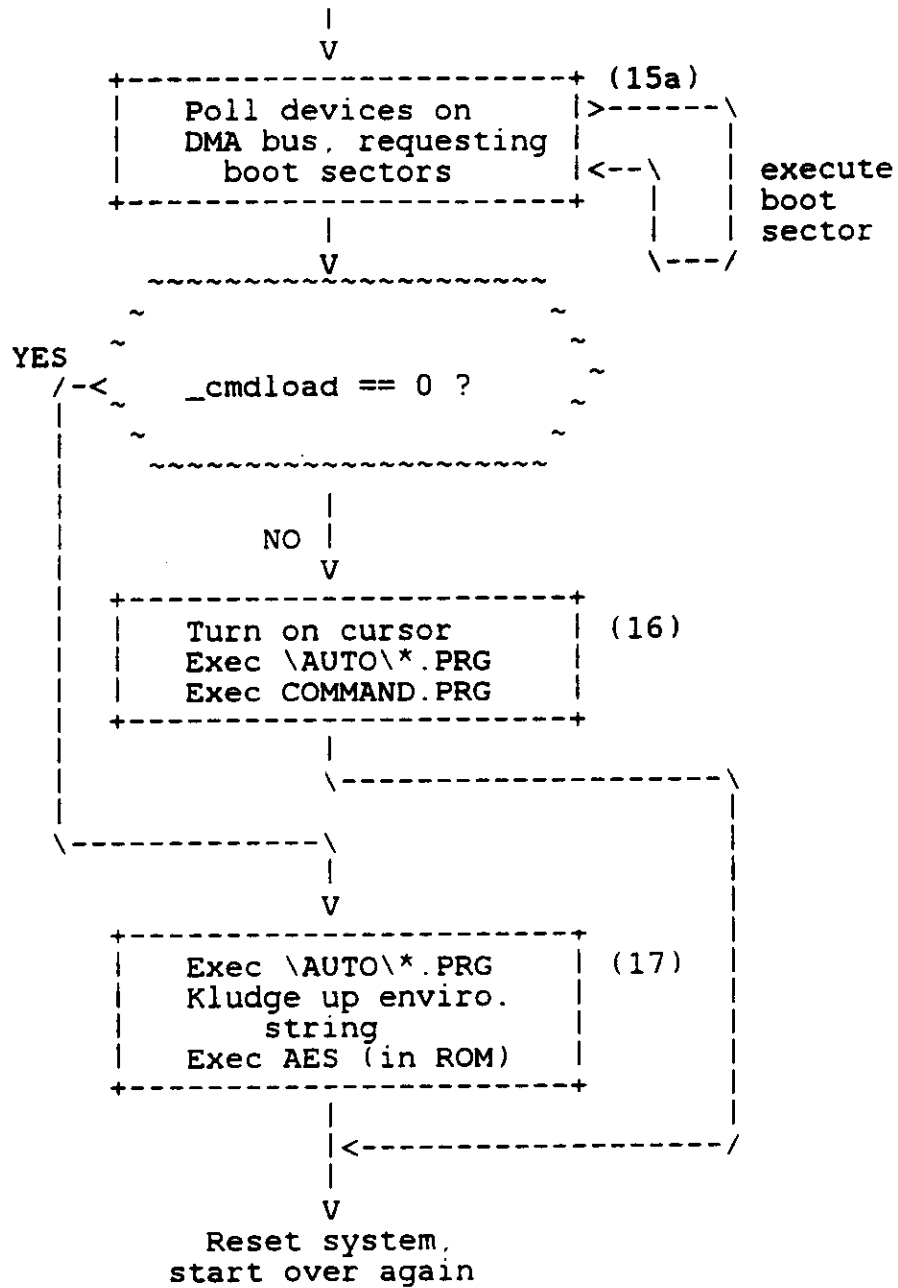 |
V
+------------------------+ (15a)
| Poll devices on |>------\
| DMA bus, requesting | |
| boot sectors |<--\ | execute
+------------------------+ | | boot
| | | sector
V \---/
~~~~~~~~~~~~~~~~~~~~~
~ ~
~ ~
YES
/-< _cmdload == 0 ? ~
| ~ ~
| ~ ~
| ~~~~~~~~~~~~~~~~~~~~~
| |
| NO |
| V
| +------------------------+
| | Turn on cursor | (16)
| | Exec \AUTO\*.PRG |
| | Exec COMMAND.PRG |
| +------------------------+
| |
| \--------------------\
| |
\--------------\ |
| |
V |
+------------------------+ |
| Exec \AUTO\*.PRG | (17) |
| Kludge up enviro. | |
| string | |
| Exec AES (in ROM) | |
+------------------------+ |
| |
|<-------------------/
|
V
Reset system,
start over again